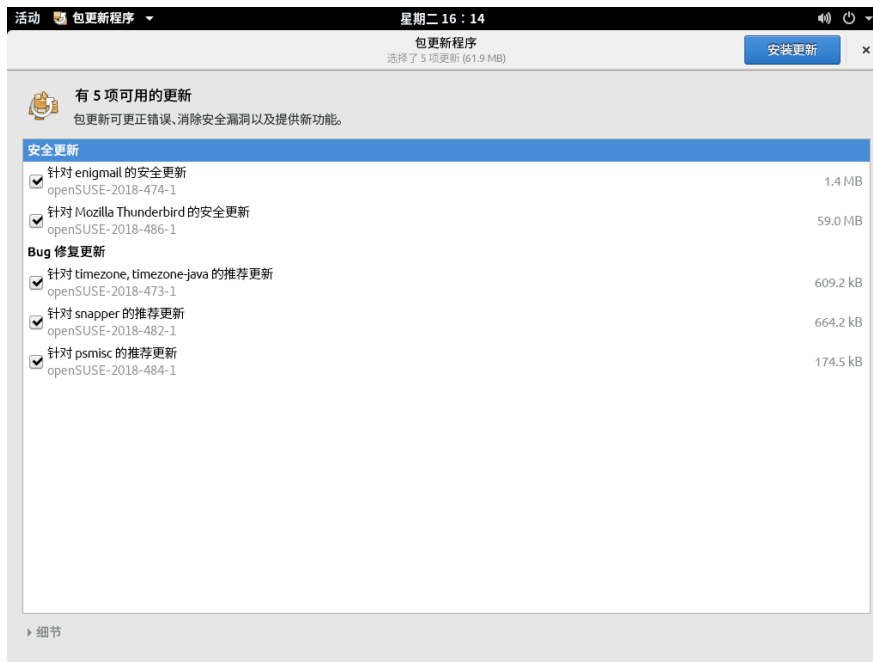 活动 包更新程序
星期二 16：14
包更新程序
选择了 5 项更新 (61.9 MB)
安装更新
有 5 项可用的更新
包更新可更正错误、消除安全漏洞以及提供新功能。
安全更新
针对 enigmail 的安全更新
openSUSE-2018-474-1
1.4 MB
针对 Mozilla Thunderbird 的安全更新
openSUSE-2018-486-1
59.0 MB
Bug 修复更新
针对 timezone, timezone-java 的推荐更新
openSUSE-2018-473-1
609.2 kB
针对 snapper 的推荐更新
openSUSE-2018-482-1
664.2 kB
针对 psmisc 的推荐更新
openSUSE-2018-484-1
174.5 kB
细节